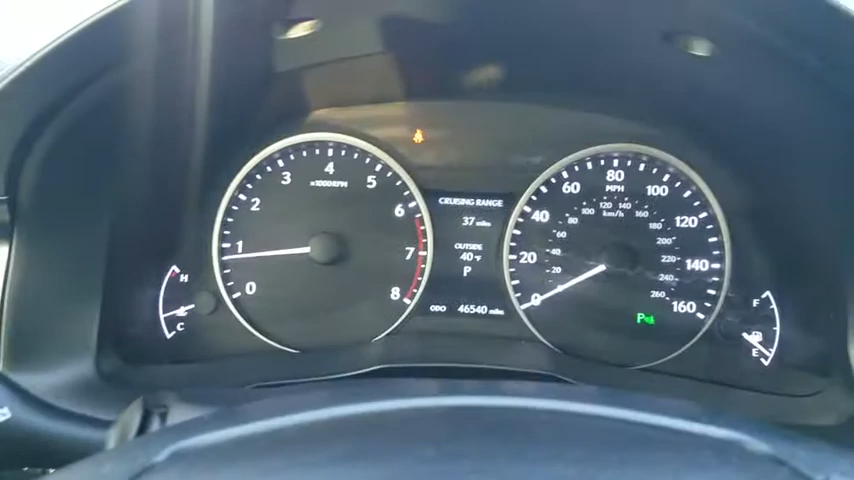 0
1
2
3
4
5
6
7
8
x1000RPM
H
C
CRUISING RANGE
37 miles
OUTSIDE
40°F
P
ODO 46540 miles
0
20
40
60
80
100
120
140
160
MPH
km/h
20
40
60
80
100
120
140
160
180
200
220
240
260
P
F
E